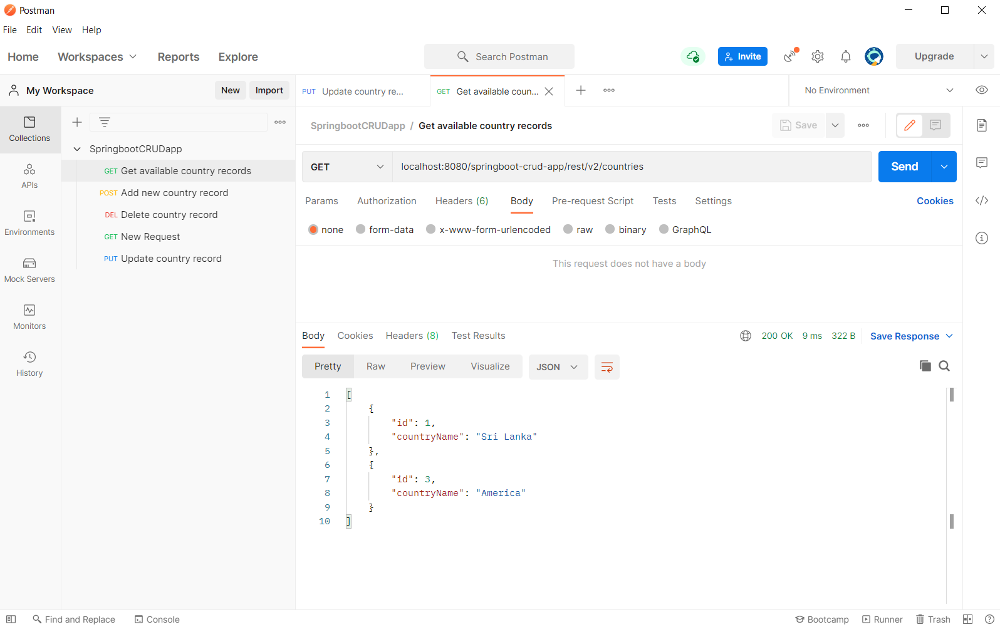 Postman
File Edit View Help
Home Workspaces Reports Explore Search Postman Invite Upgrade
My Workspace New Import PUT Update country re... GET Get available coun... No Environment
Collections
APIs
Environments
Mock Servers
Monitors
History
SpringbootCRUDapp
GET Get available country records
POST Add new country record
DEL Delete country record
GET New Request
PUT Update country record
SpringbootCRUDapp / Get available country records Save
GET localhost:8080/springboot-crud-app/rest/v2/countries Send
Params Authorization Headers (6) Body Pre-request Script Tests Settings Cookies
none form-data x-www-form-urlencoded raw binary GraphQL
This request does not have a body
Body Cookies Headers (8) Test Results 200 OK 9 ms 322 B Save Response
Pretty Raw Preview Visualize JSON
1 [
2 {
3 "id": 1,
4 "countryName": "Sri Lanka"
5 },
6 {
7 "id": 3,
8 "countryName": "America"
9 }
10 ]
Find and Replace Console Bootcamp Runner Trash